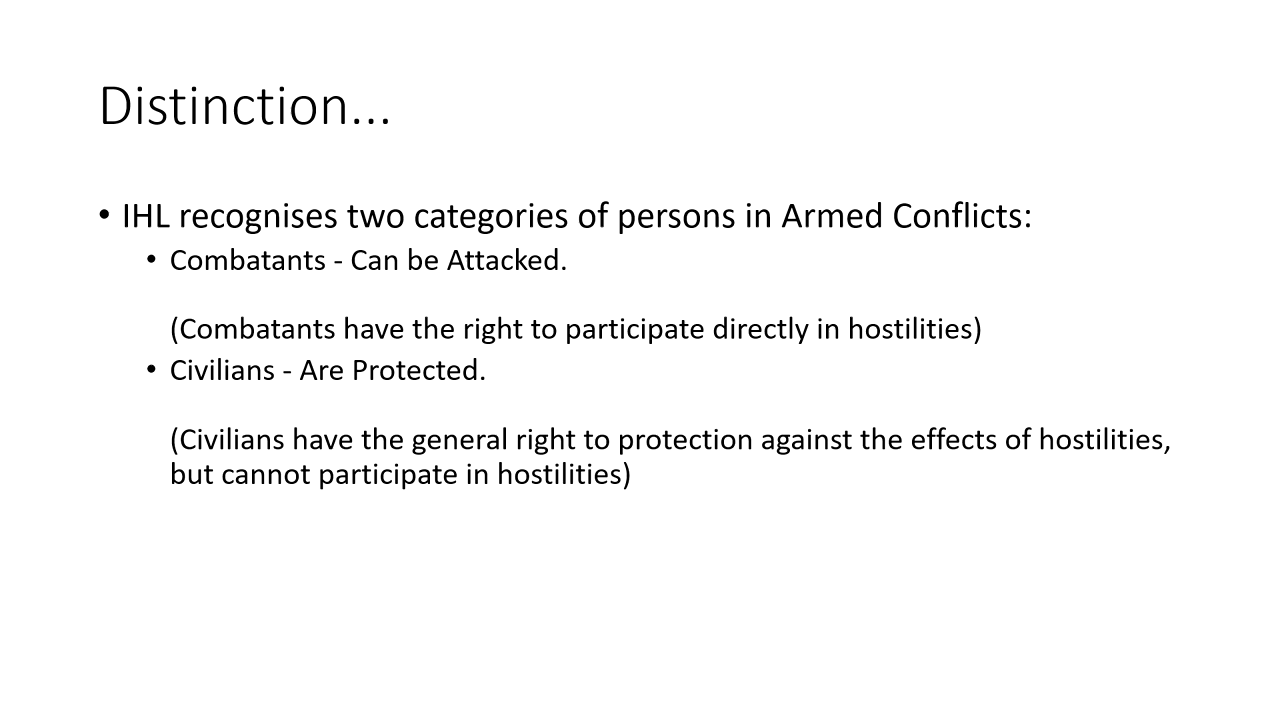 Distinction...
• IHL recognises two categories of persons in Armed Conflicts:
• Combatants - Can be Attacked.
(Combatants have the right to participate directly in hostilities)
• Civilians - Are Protected.
(Civilians have the general right to protection against the effects of hostilities,
but cannot participate in hostilities)